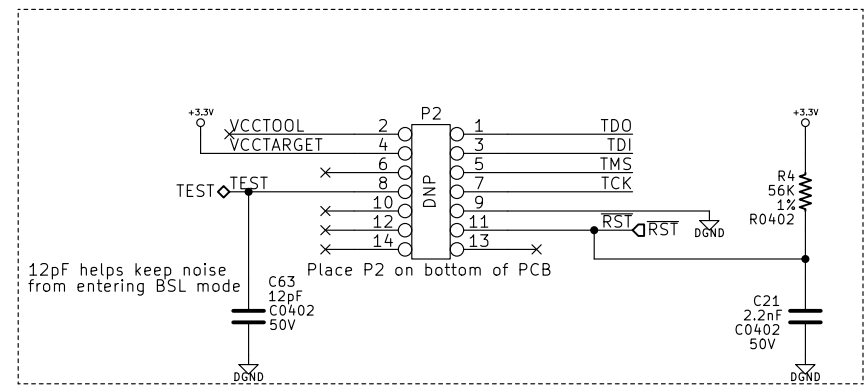 P2
+3.3V
VCCTOOL 2 1 TDO
VCCTARGET 4 3 TDI
6 5 TMS
TEST TEST 8 7 TCK
10 9 DGND
12 11 RST RST
14 13
DNP
+3.3V
R4
56K
1%
R0402
Place P2 on bottom of PCB
12pF helps keep noise
from entering BSL mode
C63
12pF
C0402
50V
DGND
C21
2.2nF
C0402
50V
DGND